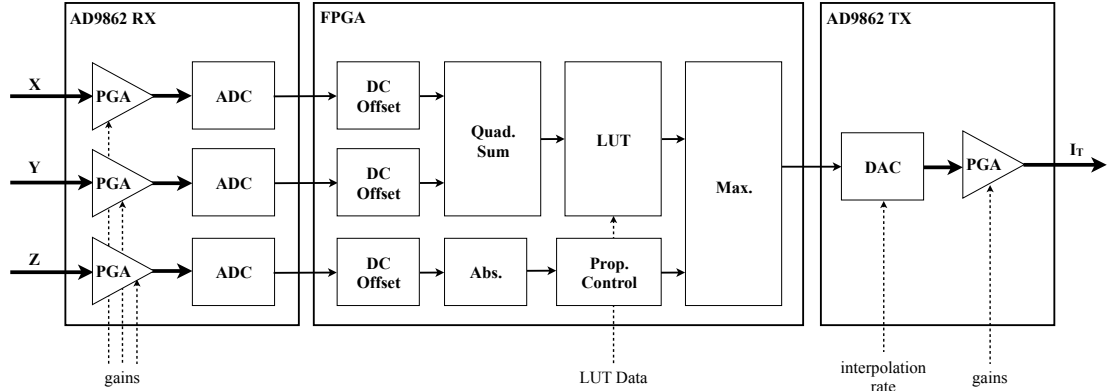 AD9862 RX
FPGA
AD9862 TX
X
PGA
ADC
DC
Offset
Quad.
Sum
LUT
Max.
Y
PGA
ADC
DC
Offset
DAC
PGA
I_T
Z
PGA
ADC
DC
Offset
Abs.
Prop.
Control
gains
LUT Data
interpolation
rate
gains